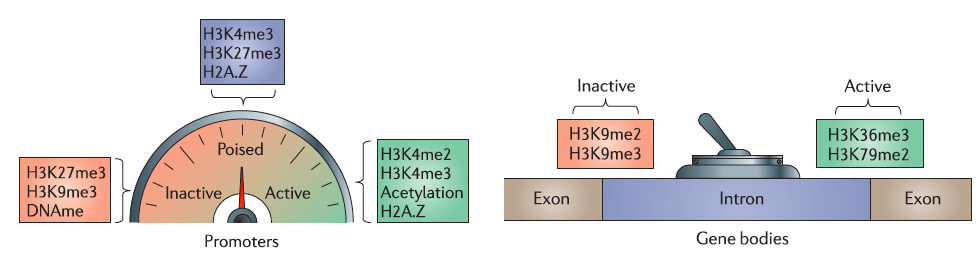 H3K4me3
H3K27me3
H2A.Z
H3K27me3
H3K9me3
DNAme
Poised
Inactive
Active
H3K4me2
H3K4me3
Acetylation
H2A.Z
Promoters
Inactive
H3K9me2
H3K9me3
Active
H3K36me3
H3K79me2
Exon
Intron
Exon
Gene bodies